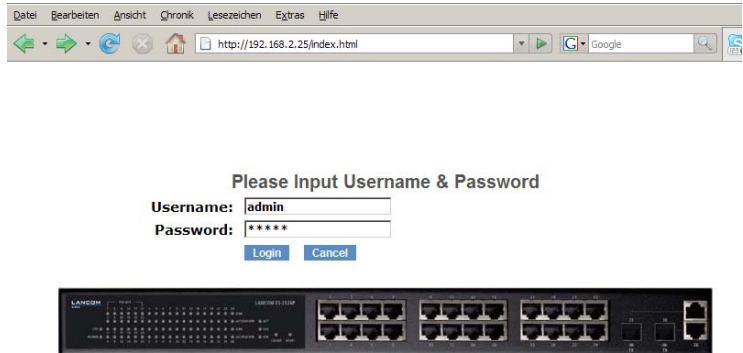 Datei Bearbeiten Ansicht Chronik Lesezeichen Extras Hilfe
http://192.168.2.25/index.html
G Google
Please Input Username & Password
Username: admin
Password: *****
Login Cancel
LANCOM